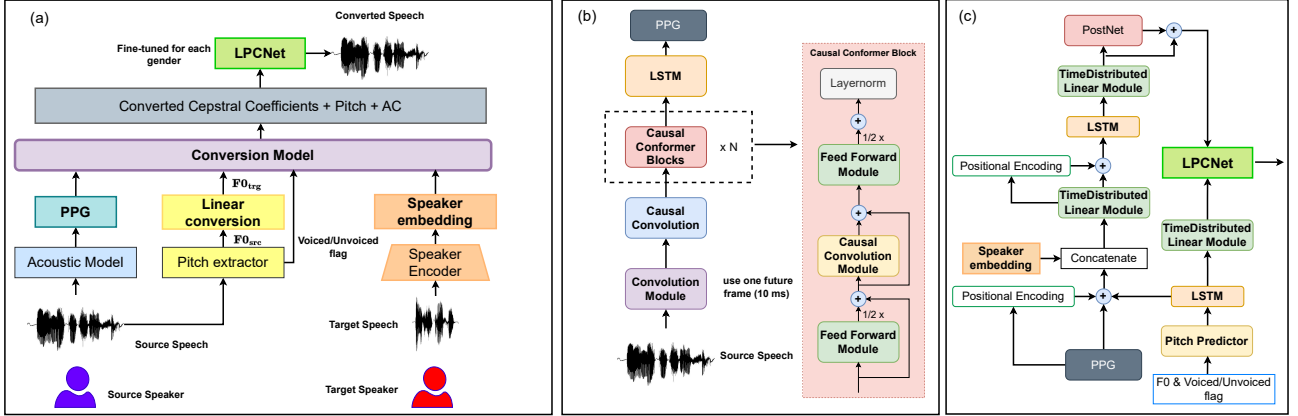 (a)
Converted Speech
Fine-tuned for each
gender
LPCNet
Converted Cepstral Coefficients + Pitch + AC
Conversion Model
F0trg
PPG
Linear
conversion
Speaker
embedding
F0src
Voiced/Unvoiced
flag
Acoustic Model
Pitch extractor
Speaker
Encoder
Target Speech
Source Speech
Source Speaker
Target Speaker
(b)
PPG
LSTM
Causal
Conformer
Blocks
x N
Causal
Convolution
Convolution
Module
use one future
frame (10 ms)
Source Speech
Causal Conformer Block
Layernorm
+
1/2 x
Feed Forward
Module
+
Causal
Convolution
Module
+
1/2 x
Feed Forward
Module
(c)
PostNet
+
TimeDistributed
Linear Module
LSTM
Positional Encoding
+
LPCNet
TimeDistributed
Linear Module
TimeDistributed
Linear Module
Speaker
embedding
Concatenate
Positional Encoding
+
LSTM
Pitch Predictor
PPG
F0 & Voiced/Unvoiced
flag